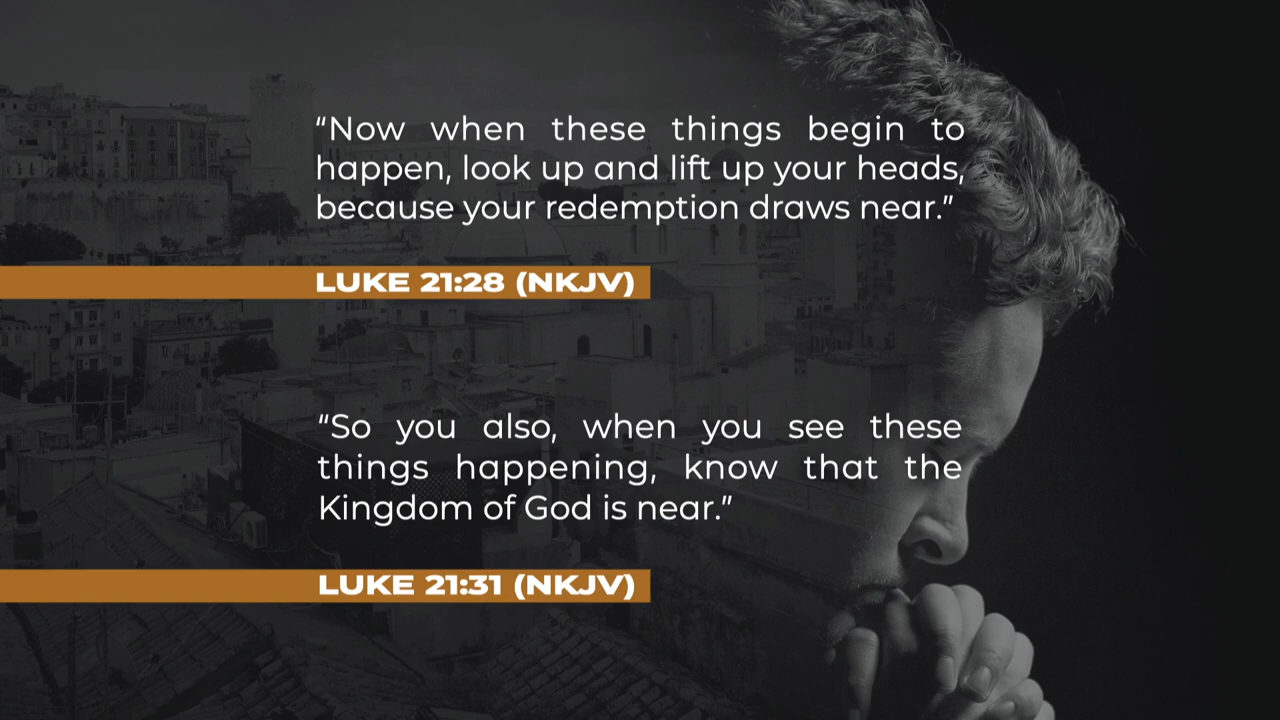 “Now when these things begin to
happen, look up and lift up your heads,
because your redemption draws near.”
LUKE 21:28 (NKJV)
“So you also, when you see these
things happening, know that the
Kingdom of God is near.”
LUKE 21:31 (NKJV)